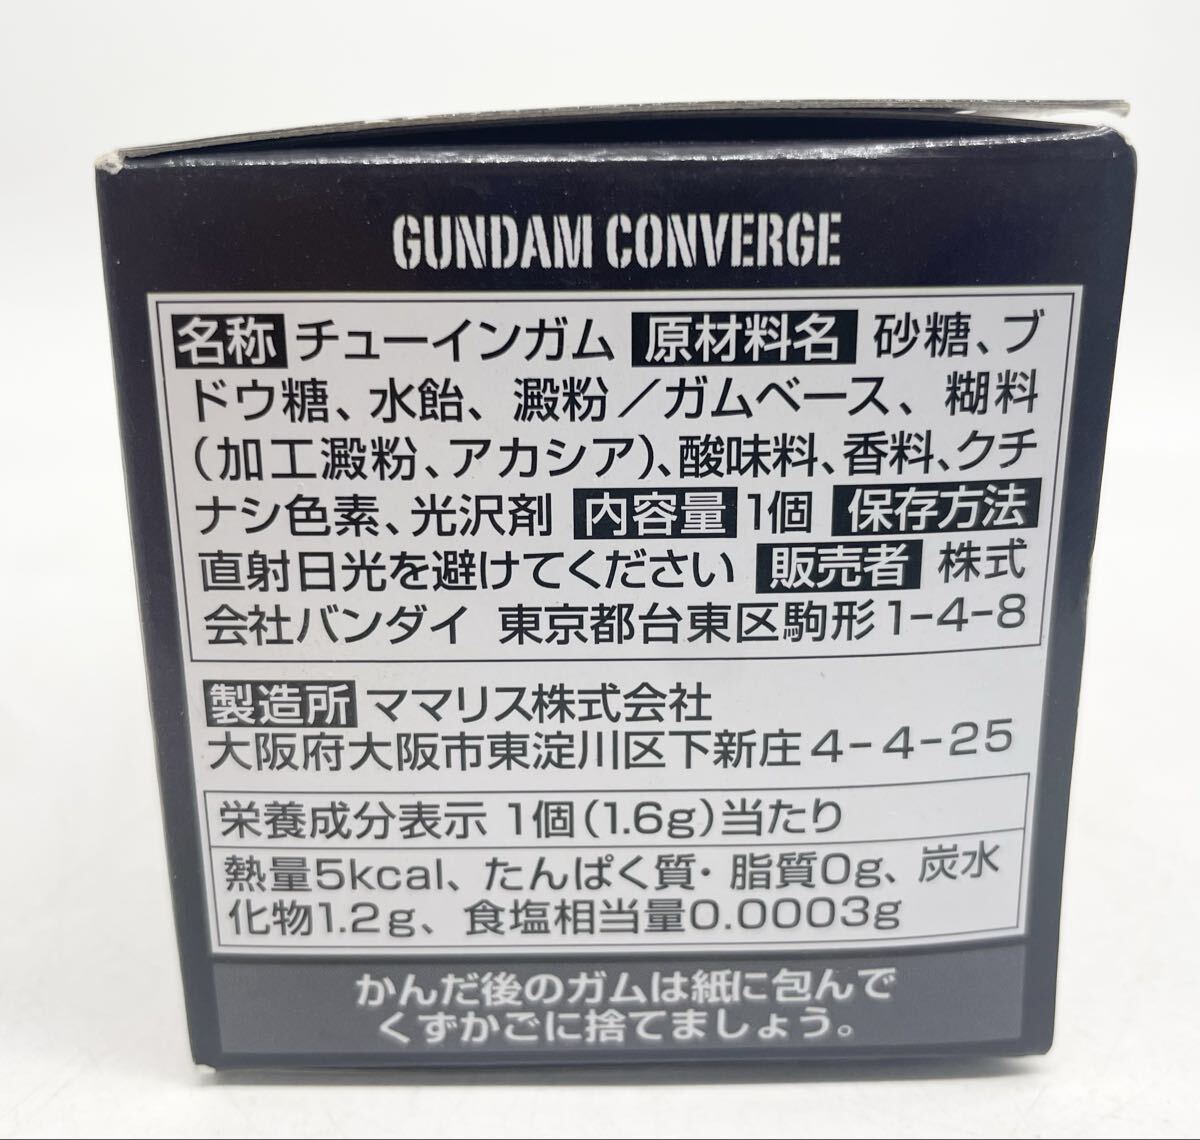 GUNDAM CONVERGE
名称 チューインガム 原材料名 砂糖、ブ
ドウ糖、水飴、澱粉／ガムベース、糊料
(加工澱粉、アカシア)、酸味料、香料、クチ
ナシ色素、光沢剤 内容量 1個 保存方法
直射日光を避けてください 販売者 株式
会社バンダイ 東京都台東区駒形1-4-8
製造所 ママリス株式会社
大阪府大阪市東淀川区下新庄4-4-25
栄養成分表示 1個(1.6g)当たり
熱量5kcal、たんぱく質・脂質0g、炭水
化物1.2g、食塩相当量0.0003g
かんだ後のガムは紙に包んで
くずかごに捨てましょう。